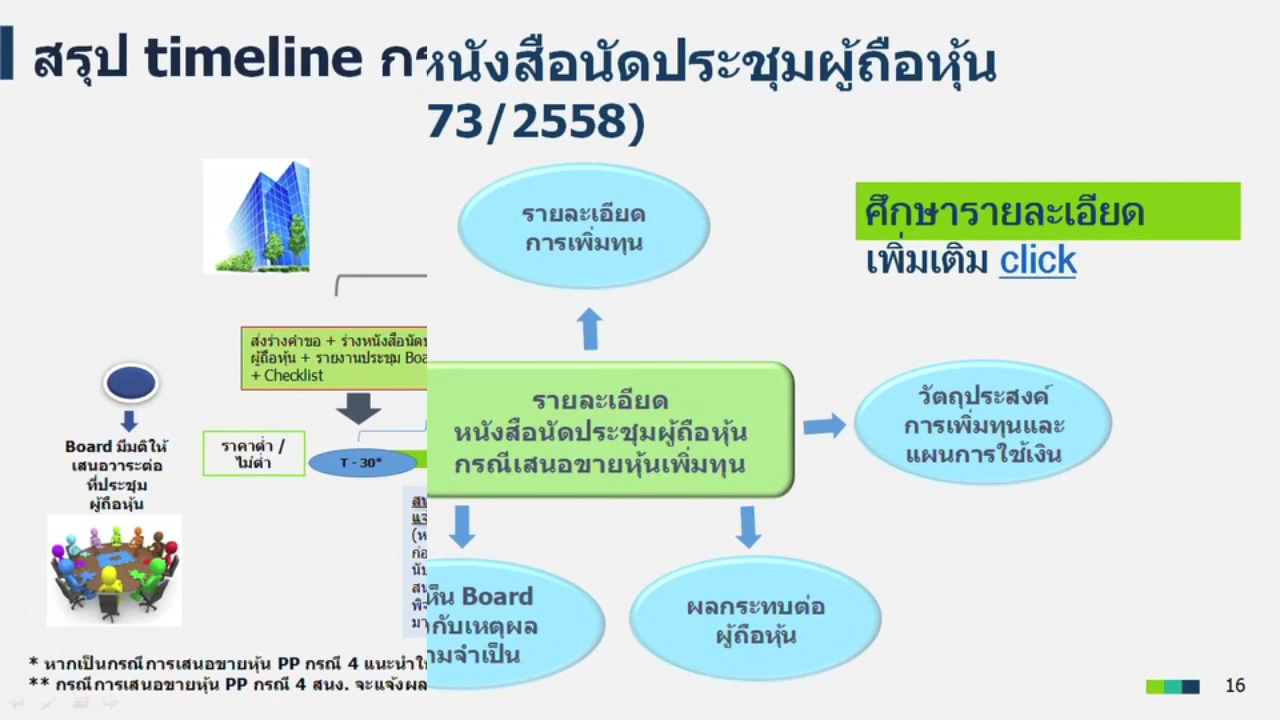 สรุป timeline
หนังสือนัดประชุมผู้ถือหุ้น
73/2558)
รายละเอียด
การเพิ่มทุน
ศึกษารายละเอียด
เพิ่มเติม click
ส่งร่างคำขอ + ร่างหนังสือนัด
ผู้ถือหุ้น + รายงานประชุม
+ Checklist
รายละเอียด
หนังสือนัดประชุมผู้ถือหุ้น
กรณีเสนอขายหุ้นเพิ่มทุน
วัตถุประสงค์
การเพิ่มทุนและ
แผนการใช้เงิน
Board มีมติให้
เสนอวาระต่อ
ที่ประชุม
ผู้ถือหุ้น
ราคาต่ำ /
ไม่ต่ำ
T - 30*
Board
กับเหตุผล
จำเป็น
ผลกระทบต่อ
ผู้ถือหุ้น
* หากเป็นกรณีการเสนอขายหุ้น PP กรณี 4 แนะนำ
** กรณีการเสนอขายหุ้น PP กรณี 4 สนง. จะแจ้งผล
16